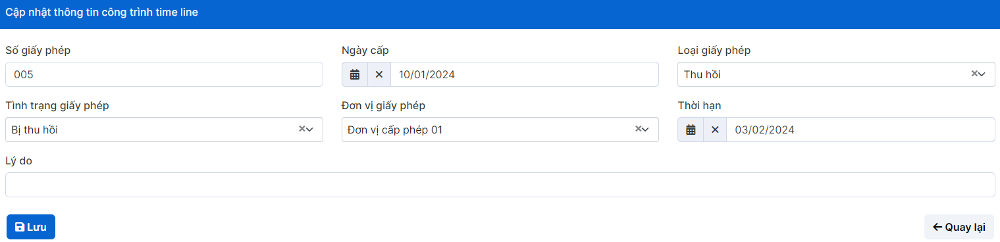 Cập nhật thông tin công trình time line
Số giấy phép
Ngày cấp
Loại giấy phép
005
10/01/2024
Thu hồi
Tình trạng giấy phép
Đơn vị giấy phép
Thời hạn
Bị thu hồi
Đơn vị cấp phép 01
03/02/2024
Lý do
Lưu
Quay lại